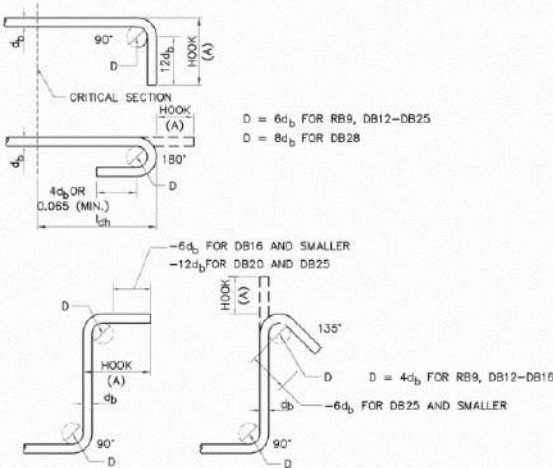 d_b
90°
D
12d_b
HOOK
(A)
CRITICAL SECTION
HOOK
(A)
D = 6d_b FOR RB9, DB12-DB25
D = 8d_b FOR DB28
d_b
180°
D
4d_b OR
0.065 (MIN.)
l_dh
-6d_b FOR DB16 AND SMALLER
-12d_b FOR DB20 AND DB25
D
HOOK
(A)
135°
HOOK
(A)
D
D = 4d_b FOR RB9, DB12-DB16
d_b
d_b
-6d_b FOR DB25 AND SMALLER
90°
D
90°
D